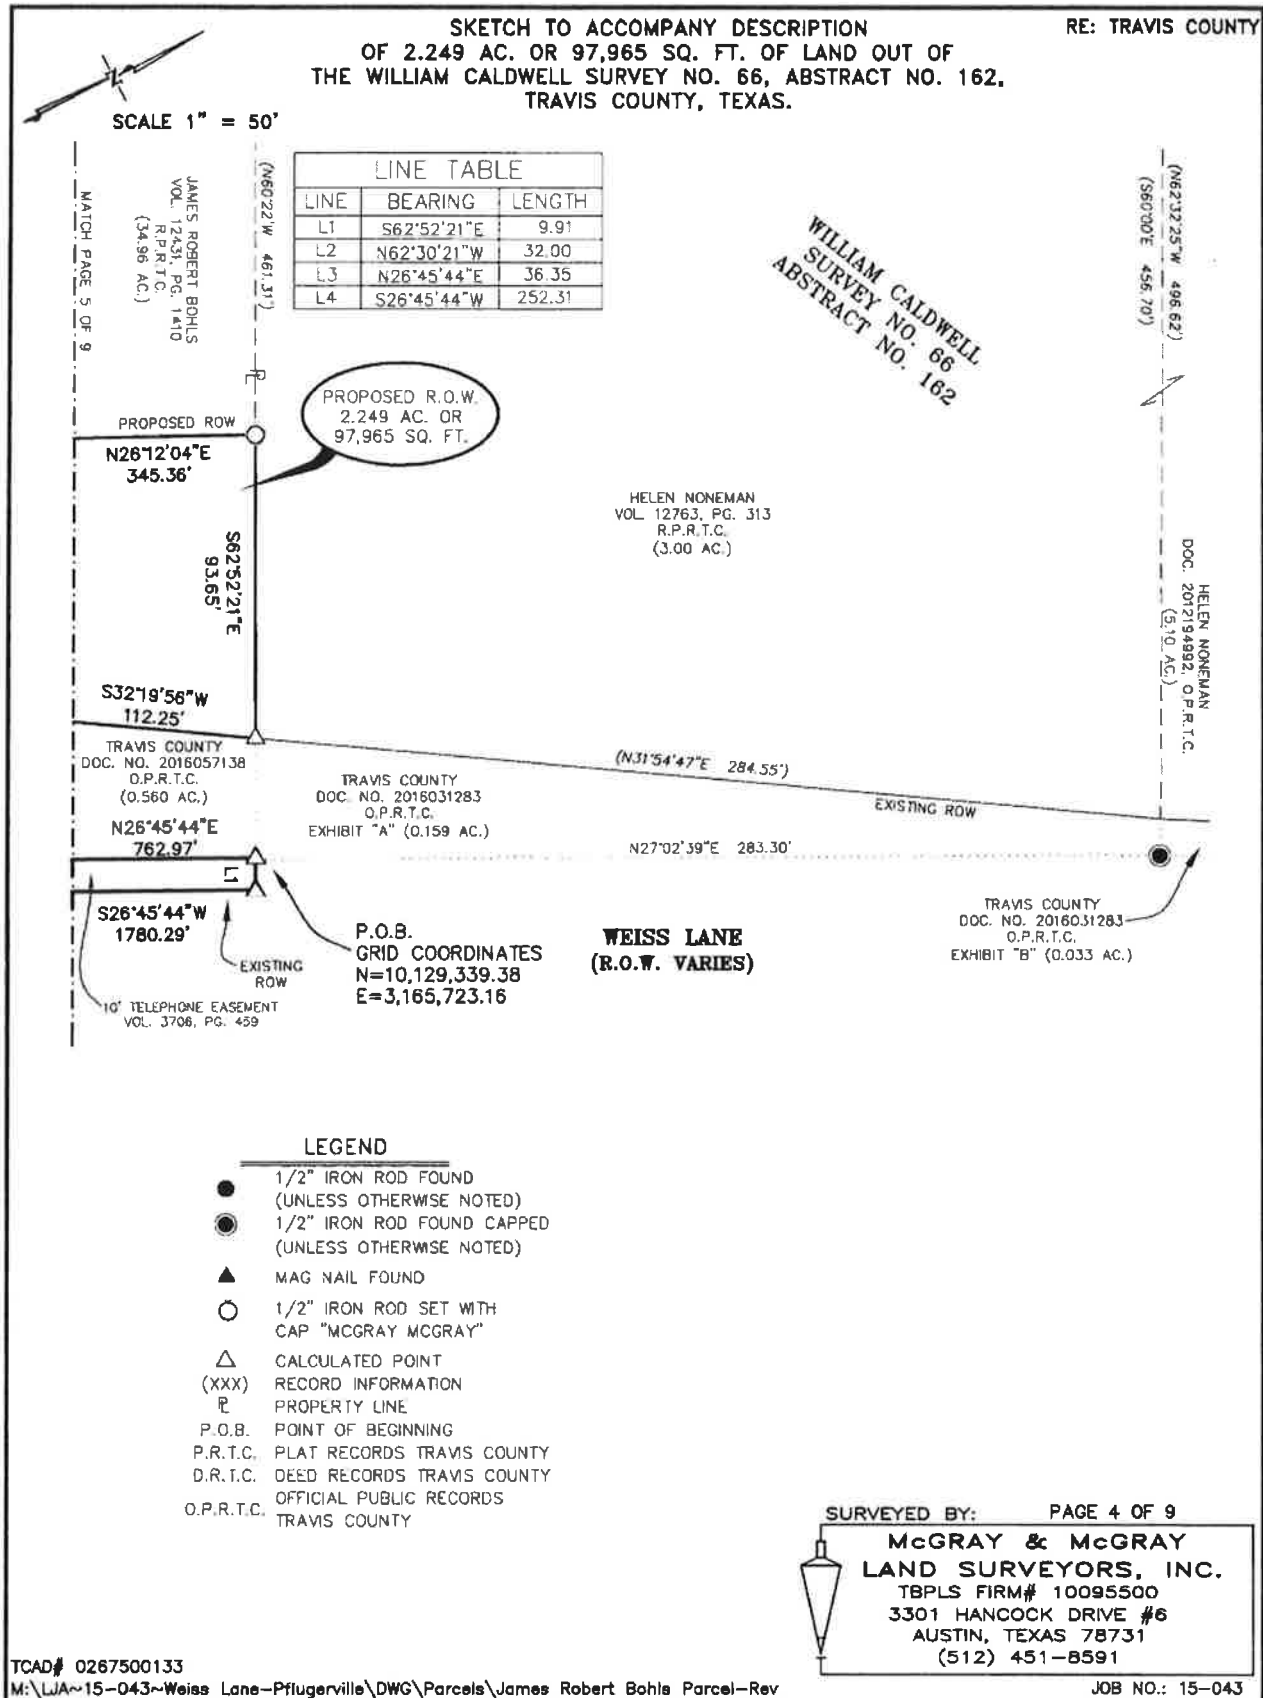 SKETCH TO ACCOMPANY DESCRIPTION
OF 2.249 AC. OR 97,965 SQ. FT. OF LAND OUT OF
THE WILLIAM CALDWELL SURVEY NO. 66, ABSTRACT NO. 162,
TRAVIS COUNTY, TEXAS.
RE: TRAVIS COUNTY
SCALE 1" = 50'
LINE TABLE
LINE BEARING LENGTH
L1 S62°52'21"E 9.91
L2 N62°30'21"W 32.00
L3 N26°45'44"E 36.35
L4 S26°45'44"W 252.31
MATCH PAGE 5 OF 9
JAMES ROBERT BOHLS
VOL. 12431, PG. 1410
R.P.R.T.C.
(34.96 AC.)
(N60°22'W 461.31')
WILLIAM CALDWELL
SURVEY NO. 66
ABSTRACT NO. 162
(N62°32'25"W 496.62')
(S60°00'E 456.70')
PROPOSED R.O.W.
2.249 AC. OR
97,965 SQ. FT.
PROPOSED ROW
N26°12'04"E
345.36'
HELEN NONEMAN
VOL. 12763, PG. 313
R.P.R.T.C.
(3.00 AC.)
S62°52'21"E
93.65'
HELEN NONEMAN
DOC. 2012194992, O.P.R.T.C.
(5.10 AC.)
S32°19'56"W
112.25'
TRAVIS COUNTY
DOC. NO. 2016057138
O.P.R.T.C.
(0.560 AC.)
TRAVIS COUNTY
DOC. NO. 2016031283
O.P.R.T.C.
EXHIBIT "A" (0.159 AC.)
(N31°54'47"E 284.55')
EXISTING ROW
N26°45'44"E
762.97'
N27°02'39"E 283.30'
L1
S26°45'44"W
1780.29'
EXISTING
ROW
10' TELEPHONE EASEMENT
VOL. 3706, PG. 459
P.O.B.
GRID COORDINATES
N=10,129,339.38
E=3,165,723.16
WEISS LANE
(R.O.W. VARIES)
TRAVIS COUNTY
DOC. NO. 2016031283
O.P.R.T.C.
EXHIBIT "B" (0.033 AC.)
LEGEND
1/2" IRON ROD FOUND
(UNLESS OTHERWISE NOTED)
1/2" IRON ROD FOUND CAPPED
(UNLESS OTHERWISE NOTED)
MAG NAIL FOUND
1/2" IRON ROD SET WITH
CAP "MCGRAY MCGRAY"
CALCULATED POINT
(XXX) RECORD INFORMATION
PL PROPERTY LINE
P.O.B. POINT OF BEGINNING
P.R.T.C. PLAT RECORDS TRAVIS COUNTY
D.R.T.C. DEED RECORDS TRAVIS COUNTY
O.P.R.T.C. OFFICIAL PUBLIC RECORDS
TRAVIS COUNTY
SURVEYED BY: PAGE 4 OF 9
McGRAY & McGRAY
LAND SURVEYORS, INC.
TBPLS FIRM# 10095500
3301 HANCOCK DRIVE #6
AUSTIN, TEXAS 78731
(512) 451-8591
TCAD# 0267500133
M:\LJA~15-043~Weiss Lane-Pflugerville\DWG\Parcels\James Robert Bohls Parcel-Rev
JOB NO.: 15-043